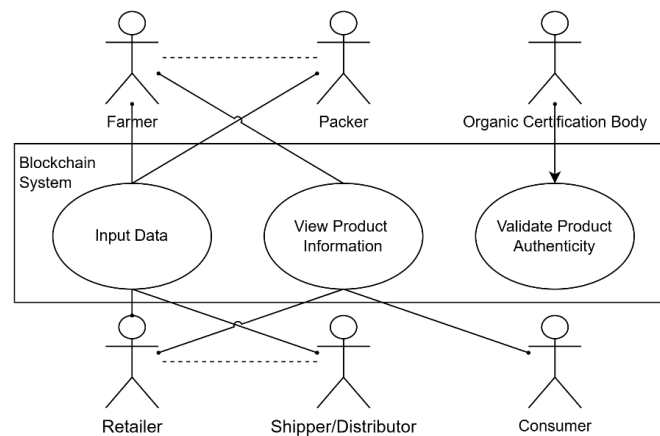 Farmer
Packer
Organic Certification Body
Blockchain
System
Input Data
View Product
Information
Validate Product
Authenticity
Retailer
Shipper/Distributor
Consumer